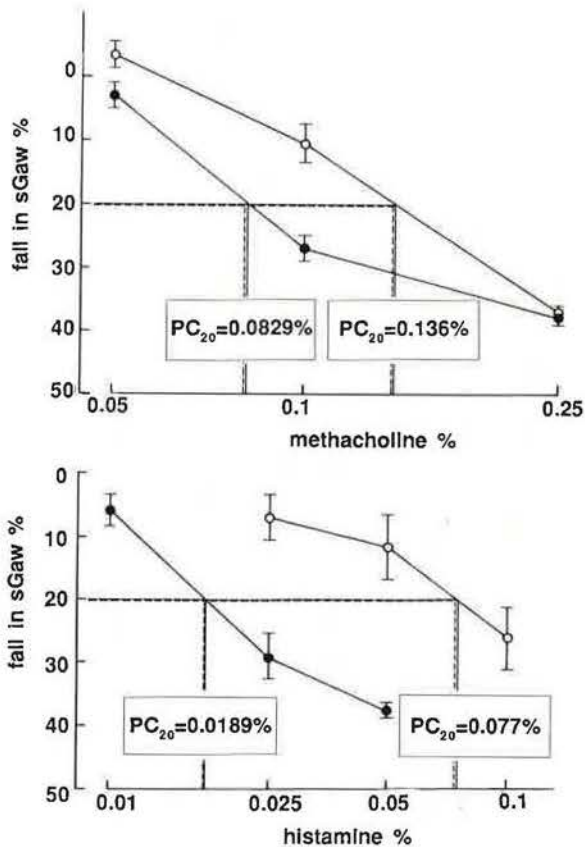 0
10
20
30
40
50
fall in sGaw %
PC20=0.0829%
PC20=0.136%
0.05
0.1
0.25
methacholine %
0
10
20
30
40
50
fall in sGaw %
PC20=0.0189%
PC20=0.077%
0.01
0.025
0.05
0.1
histamine %